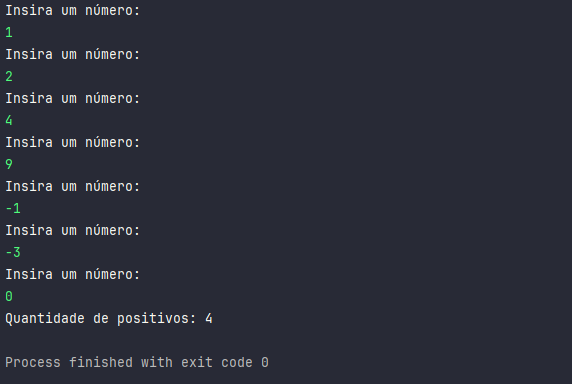 Insira um número:
1
Insira um número:
2
Insira um número:
4
Insira um número:
9
Insira um número:
-1
Insira um número:
-3
Insira um número:
0
Quantidade de positivos: 4
Process finished with exit code 0